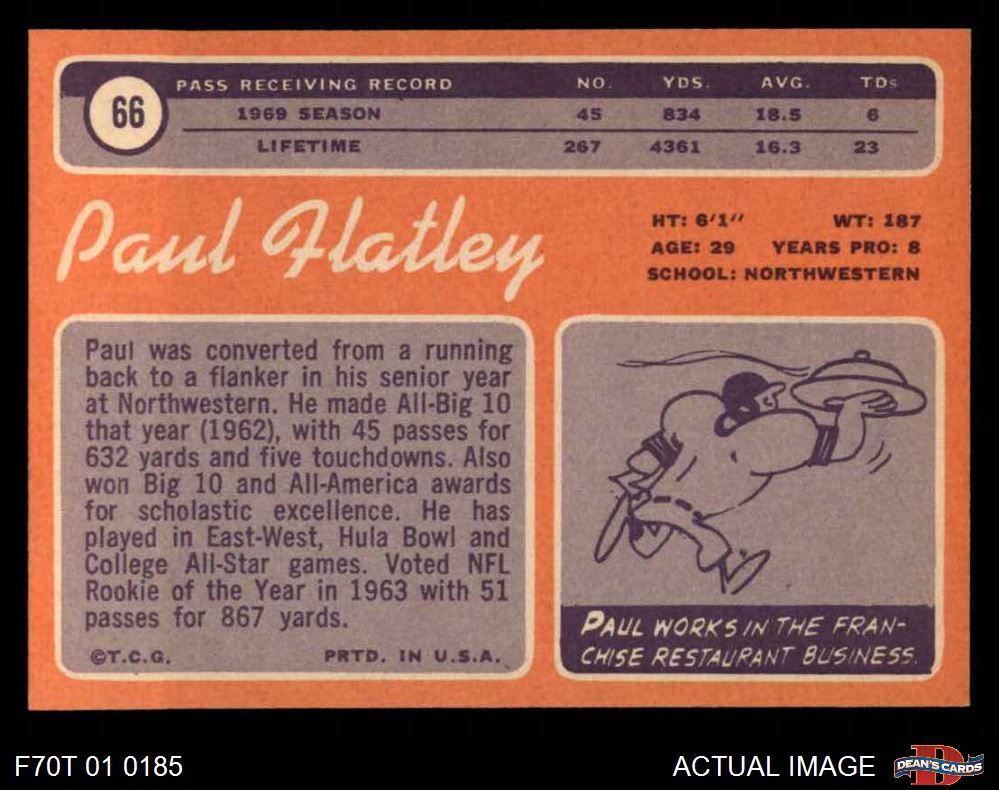 66
PASS RECEIVING RECORD NO. YDS. AVG. TDs
1969 SEASON 45 834 18.5 6
LIFETIME 267 4361 16.3 23
Paul Flatley
HT: 6'1" WT: 187
AGE: 29 YEARS PRO: 8
SCHOOL: NORTHWESTERN
Paul was converted from a running
back to a flanker in his senior year
at Northwestern. He made All-Big 10
that year (1962), with 45 passes for
632 yards and five touchdowns. Also
won Big 10 and All-America awards
for scholastic excellence. He has
played in East-West, Hula Bowl and
College All-Star games. Voted NFL
Rookie of the Year in 1963 with 51
passes for 867 yards.
©T.C.G. PRTD. IN U.S.A.
PAUL WORKS IN THE FRAN-
CHISE RESTAURANT BUSINESS.
F70T 01 0185
ACTUAL IMAGE
D
DEAN'S CARDS